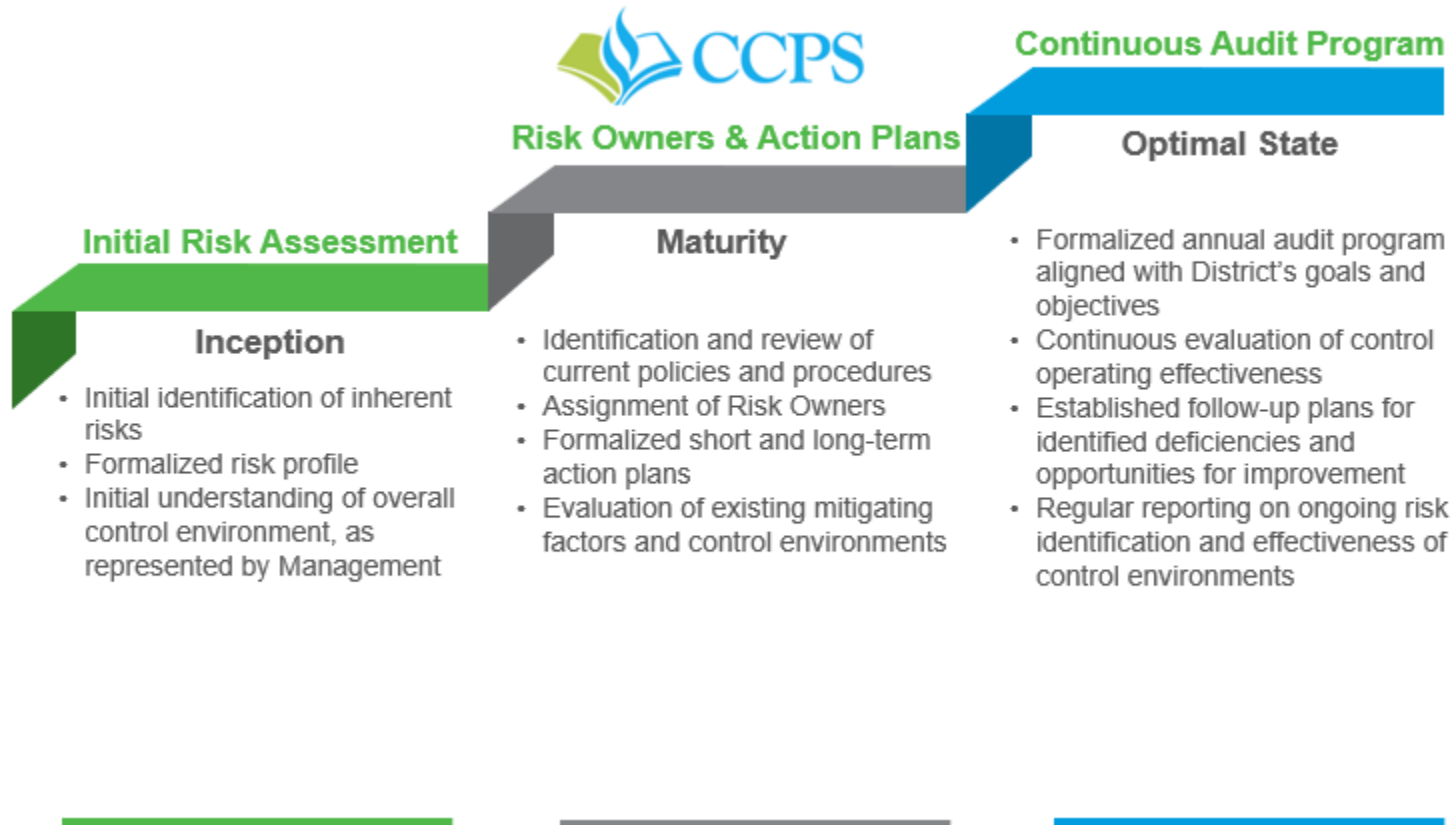 CCPS
Continuous Audit Program
Risk Owners & Action Plans
Optimal State
Initial Risk Assessment
Maturity
Inception
• Initial identification of inherent
risks
• Formalized risk profile
• Initial understanding of overall
control environment, as
represented by Management
• Identification and review of
current policies and procedures
• Assignment of Risk Owners
• Formalized short and long-term
action plans
• Evaluation of existing mitigating
factors and control environments
• Formalized annual audit program
aligned with District's goals and
objectives
• Continuous evaluation of control
operating effectiveness
• Established follow-up plans for
identified deficiencies and
opportunities for improvement
• Regular reporting on ongoing risk
identification and effectiveness of
control environments